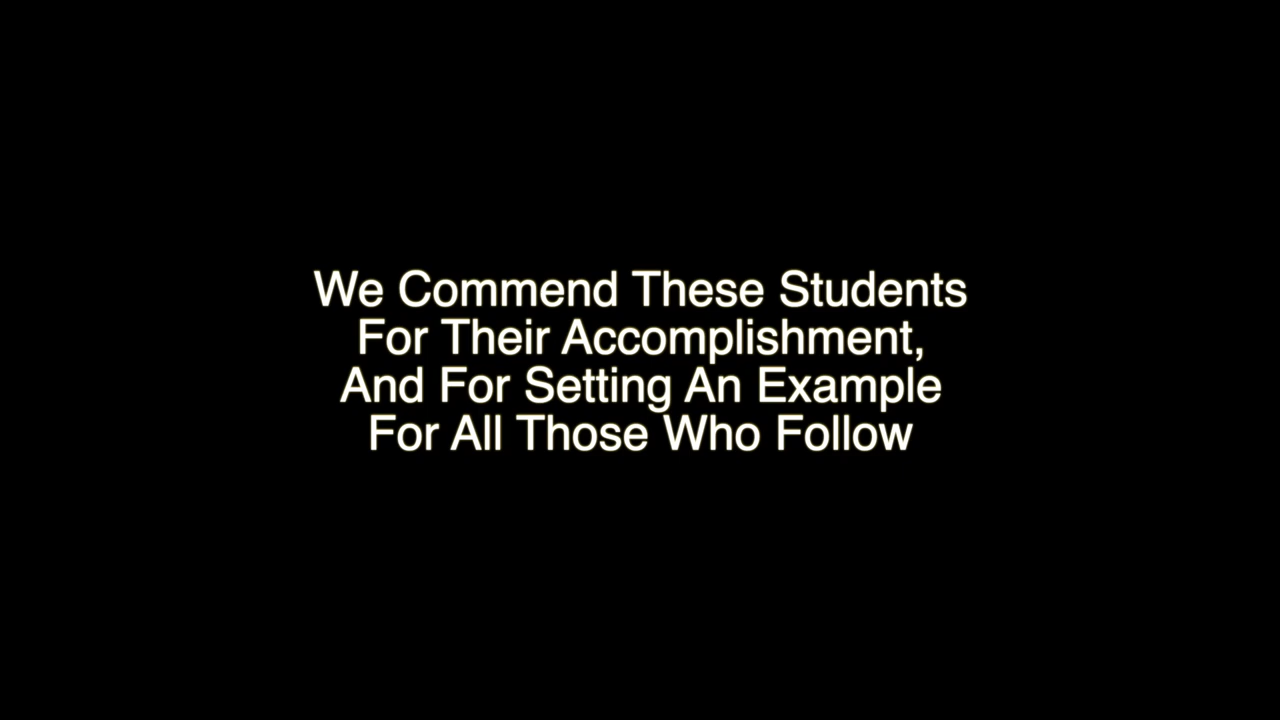 We Commend These Students
For Their Accomplishment,
And For Setting An Example
For All Those Who Follow